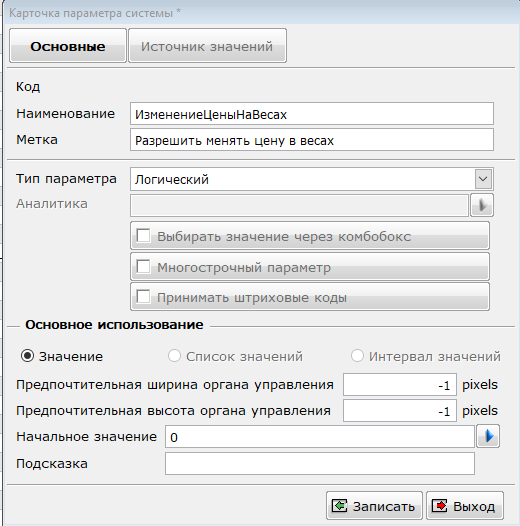 Карточка параметра системы *
Основные Источник значений
Код
Наименование ИзменениеЦеныНаВесах
Метка Разрешить менять цену в весах
Тип параметра Логический
Аналитика
Выбирать значение через комбобокс
Многострочный параметр
Принимать штриховые коды
Основное использование
Значение Список значений Интервал значений
Предпочтительная ширина органа управления -1 pixels
Предпочтительная высота органа управления -1 pixels
Начальное значение 0
Подсказка
Записать Выход